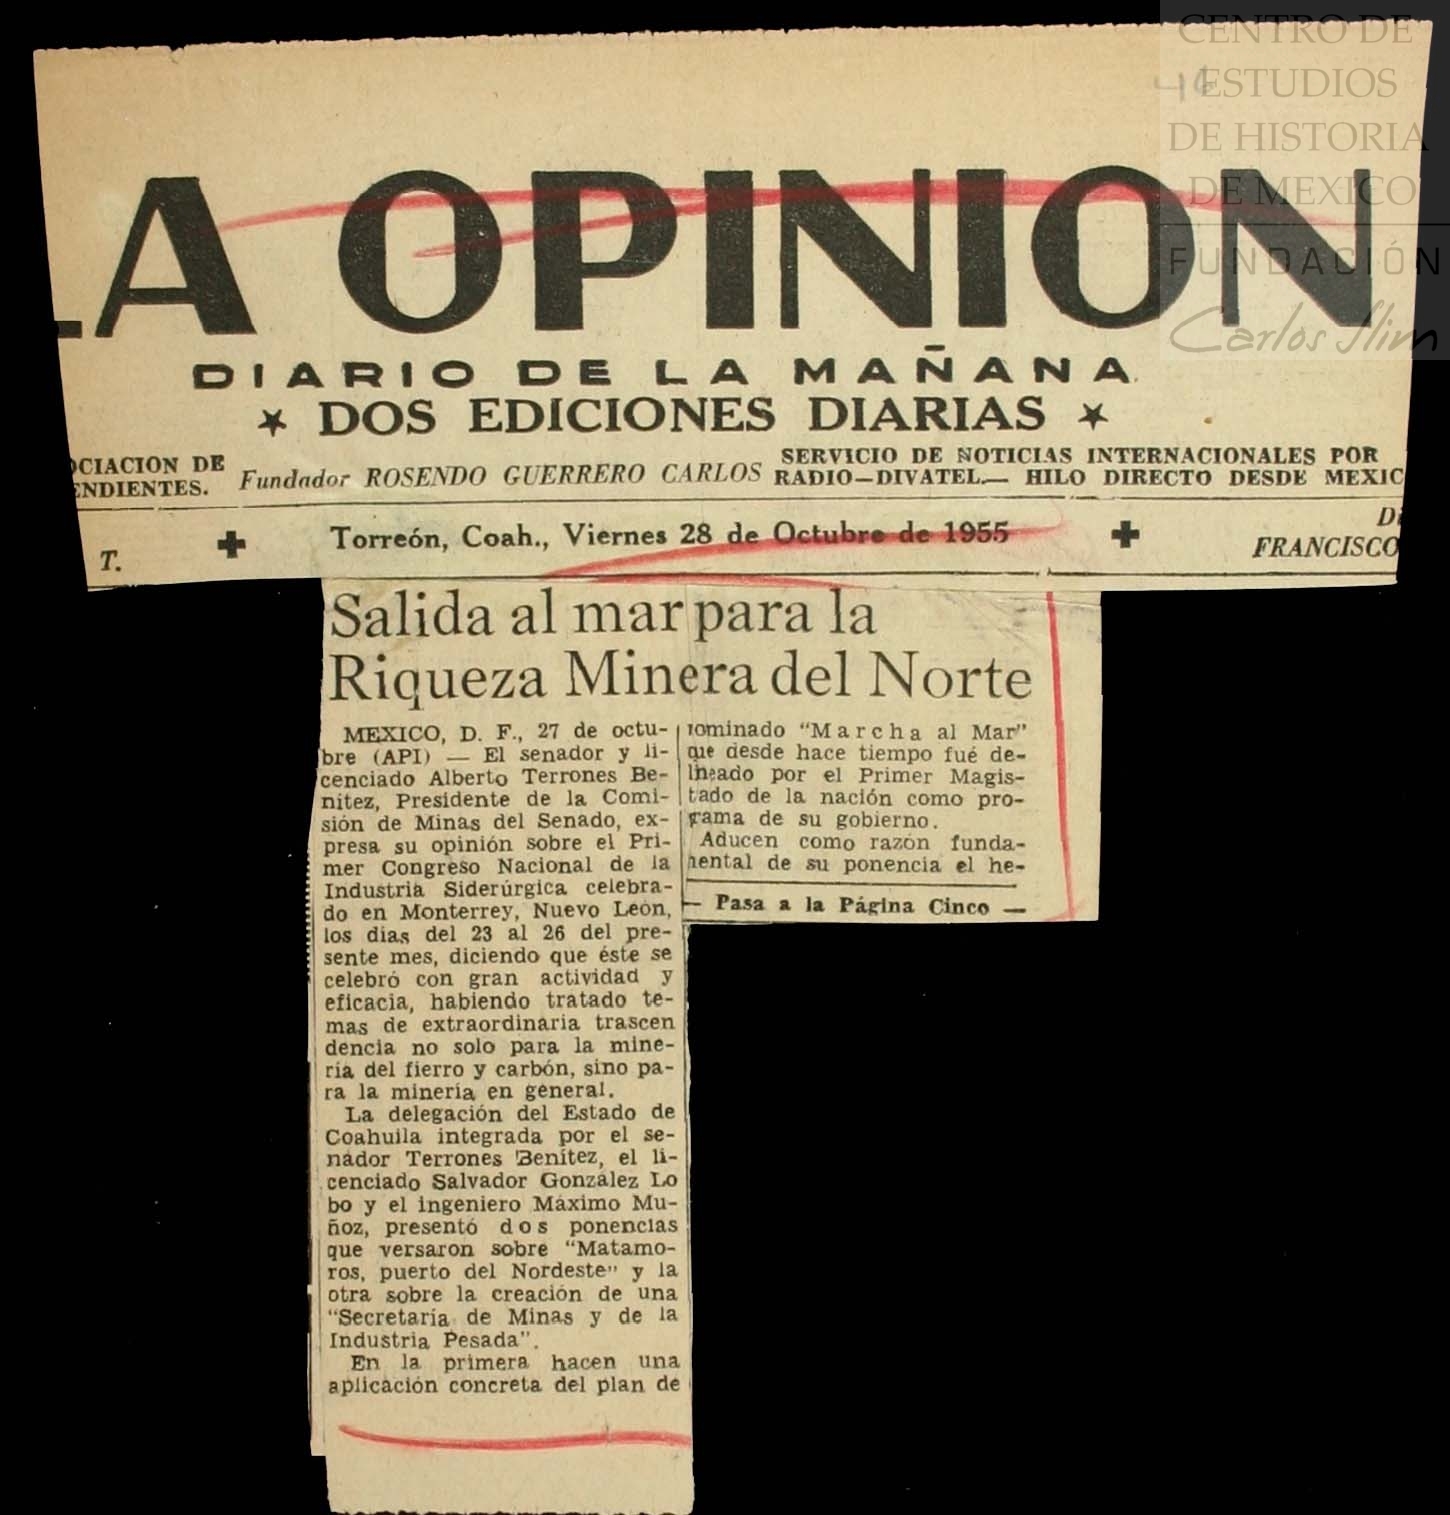 CENTRO DE
ESTUDIOS
DE HISTORIA
DE MEXICO
FUNDACIÓN
Carlos Slim
46
LA OPINION
DIARIO DE LA MAÑANA
★ DOS EDICIONES DIARIAS ★
OCIACION DE
ENDIENTES.
Fundador ROSENDO GUERRERO CARLOS
SERVICIO DE NOTICIAS INTERNACIONALES POR
RADIO—DIVATEL.— HILO DIRECTO DESDE MEXIC
T.
Torreón, Coah., Viernes 28 de Octubre de 1955
Di
FRANCISCO
Salida al mar para la
Riqueza Minera del Norte
MEXICO, D. F., 27 de octu-
bre (API) — El senador y li-
cenciado Alberto Terrones Be-
nítez, Presidente de la Comi-
sión de Minas del Senado, ex-
presa su opinión sobre el Pri-
mer Congreso Nacional de la
Industria Siderúrgica celebra-
do en Monterrey, Nuevo León,
los días del 23 al 26 del pre-
sente mes, diciendo que éste se
celebró con gran actividad y
eficacia, habiendo tratado te-
mas de extraordinaria trascen
dencia no solo para la mine-
ría del fierro y carbón, sino pa-
ra la minería en general.
La delegación del Estado de
Coahuila integrada por el se-
nador Terrones Benítez, el li-
cenciado Salvador González Lo
bo y el ingeniero Máximo Mu-
ñoz, presentó dos ponencias
que versaron sobre "Matamo-
ros, puerto del Nordeste" y la
otra sobre la creación de una
"Secretaría de Minas y de la
Industria Pesada".
En la primera hacen una
aplicación concreta del plan de
nominado "Marcha al Mar"
que desde hace tiempo fué de-
lineado por el Primer Magis-
tado de la nación como pro-
grama de su gobierno.
Aducen como razón funda-
mental de su ponencia el he-
— Pasa a la Página Cinco —